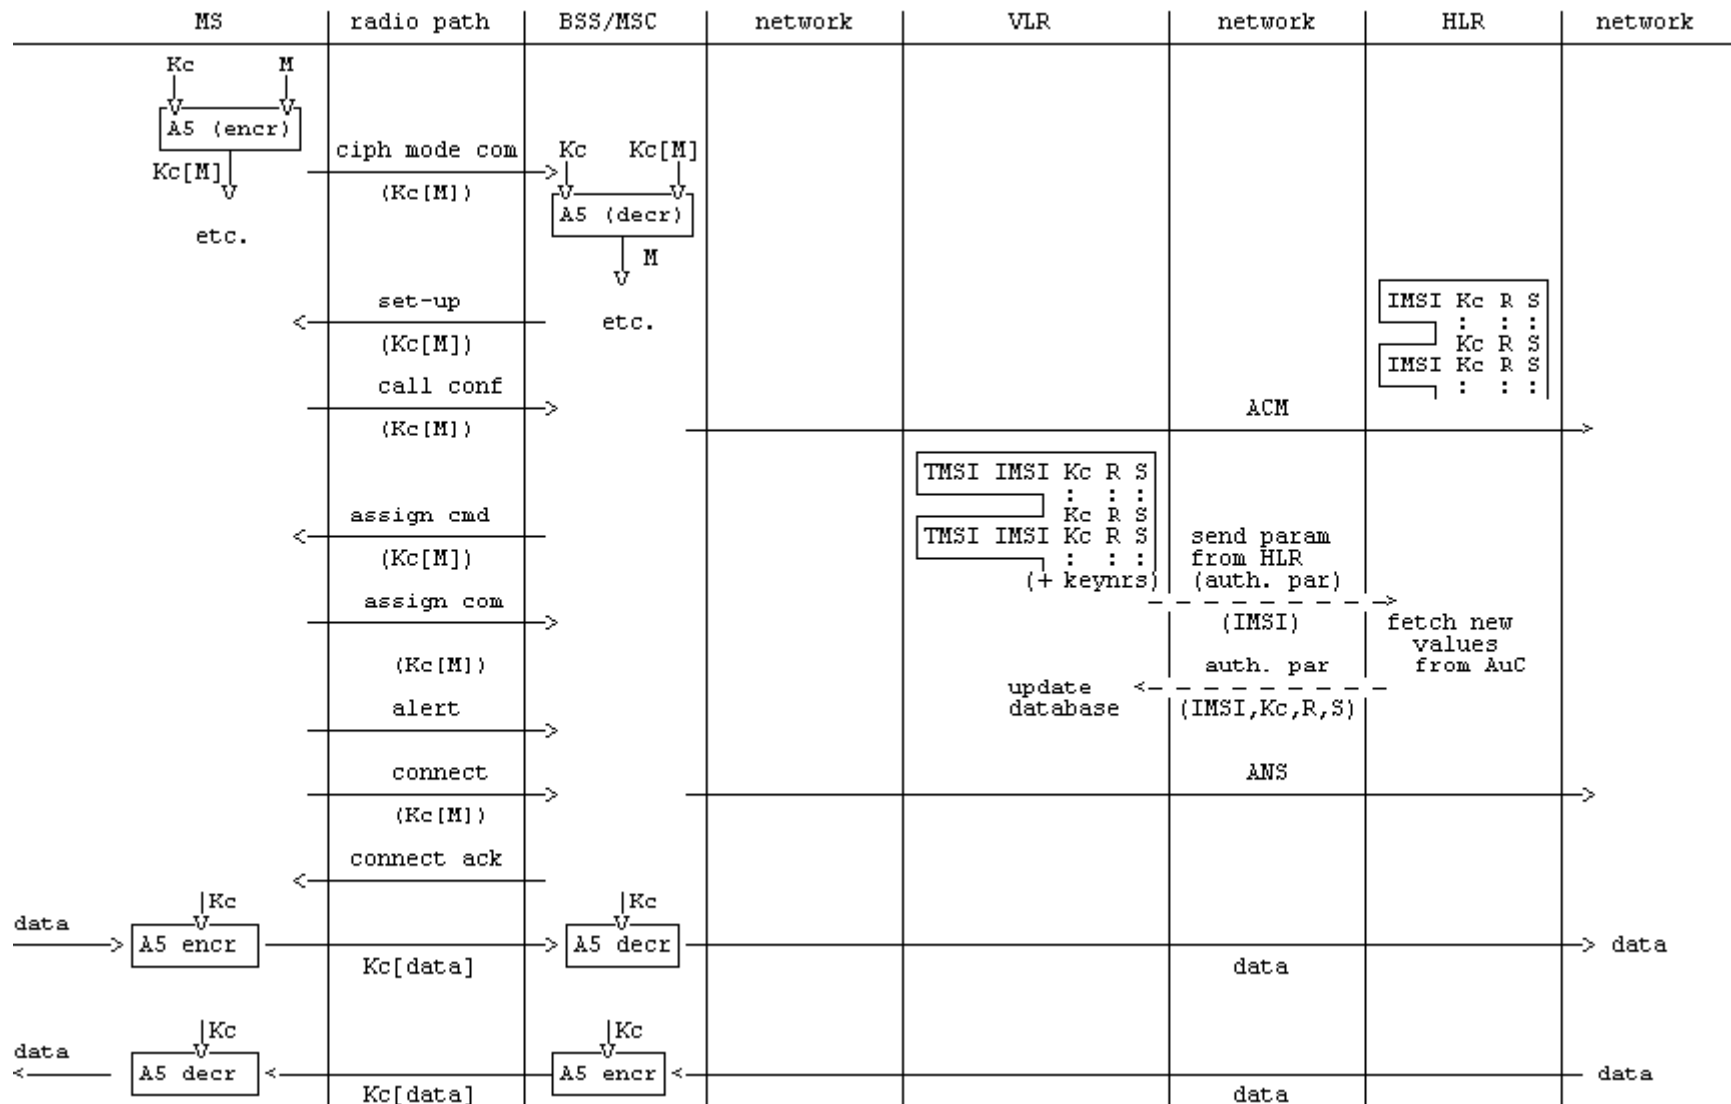 MS radio path BSS/MSC network VLR network HLR network
Kc M
A5 (encr)
ciph mode com Kc Kc[M]
Kc[M]
(Kc[M])
A5 (decr)
etc.
M
set-up IMSI Kc R S
etc. : : :
(Kc[M]) Kc R S
IMSI Kc R S
call conf : : :
ACM
(Kc[M])
TMSI IMSI Kc R S
: : :
assign cmd Kc R S
TMSI IMSI Kc R S send param
(Kc[M]) : : : from HLR
(+ keynrs) (auth. par)
assign com
(IMSI) fetch new
values
(Kc[M]) auth. par from AuC
update
alert database (IMSI,Kc,R,S)
connect ANS
(Kc[M])
connect ack
Kc Kc
data
A5 encr A5 decr data
Kc[data] data
Kc Kc
data
A5 decr A5 encr data
Kc[data] data